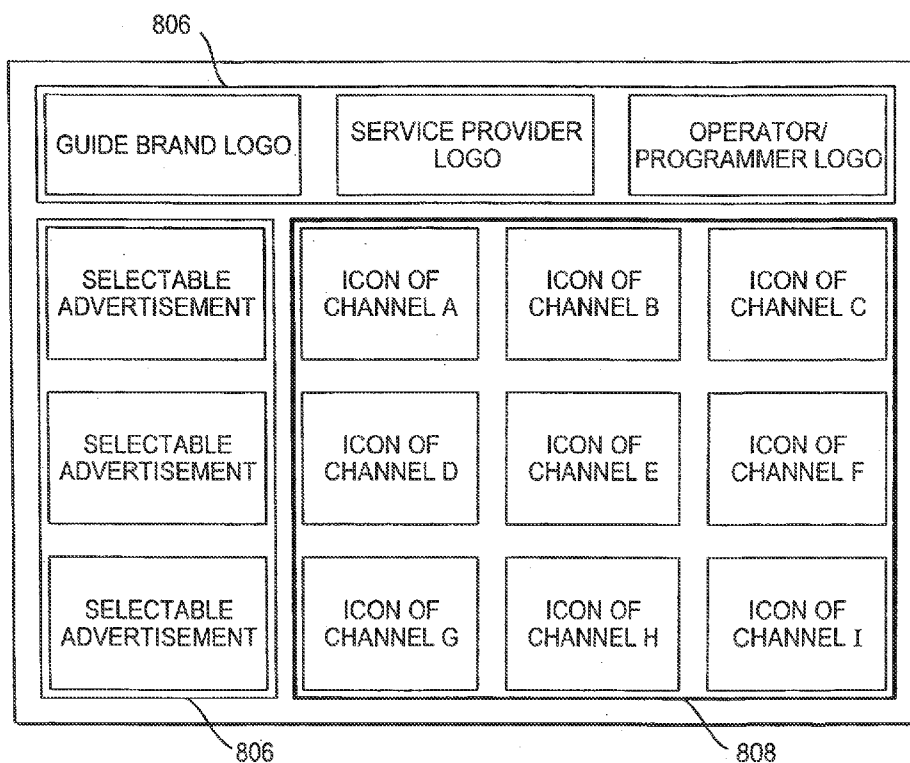 806
GUIDE BRAND LOGO
SERVICE PROVIDER
LOGO
OPERATOR/
PROGRAMMER LOGO
SELECTABLE
ADVERTISEMENT
ICON OF
CHANNEL A
ICON OF
CHANNEL B
ICON OF
CHANNEL C
SELECTABLE
ADVERTISEMENT
ICON OF
CHANNEL D
ICON OF
CHANNEL E
ICON OF
CHANNEL F
SELECTABLE
ADVERTISEMENT
ICON OF
CHANNEL G
ICON OF
CHANNEL H
ICON OF
CHANNEL I
806
808